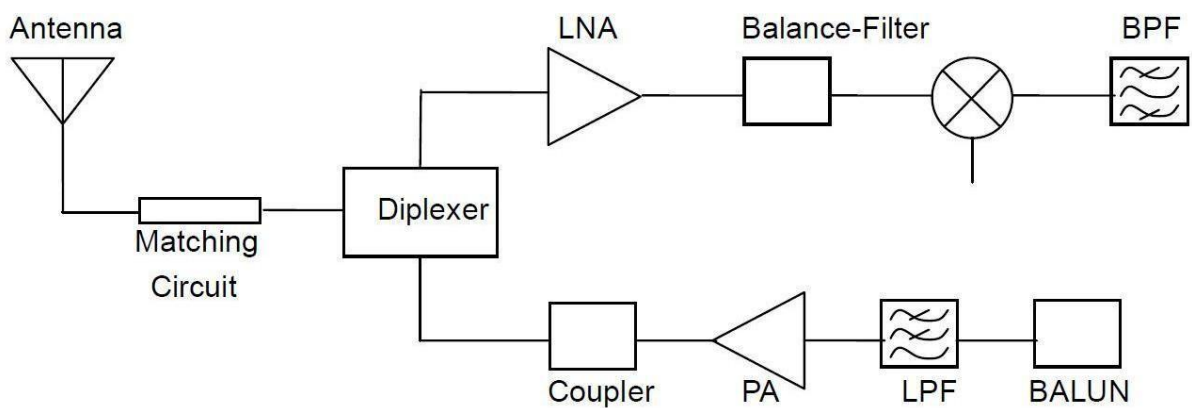 Antenna
LNA
Balance-Filter
BPF
Diplexer
Matching
Circuit
Coupler
PA
LPF
BALUN